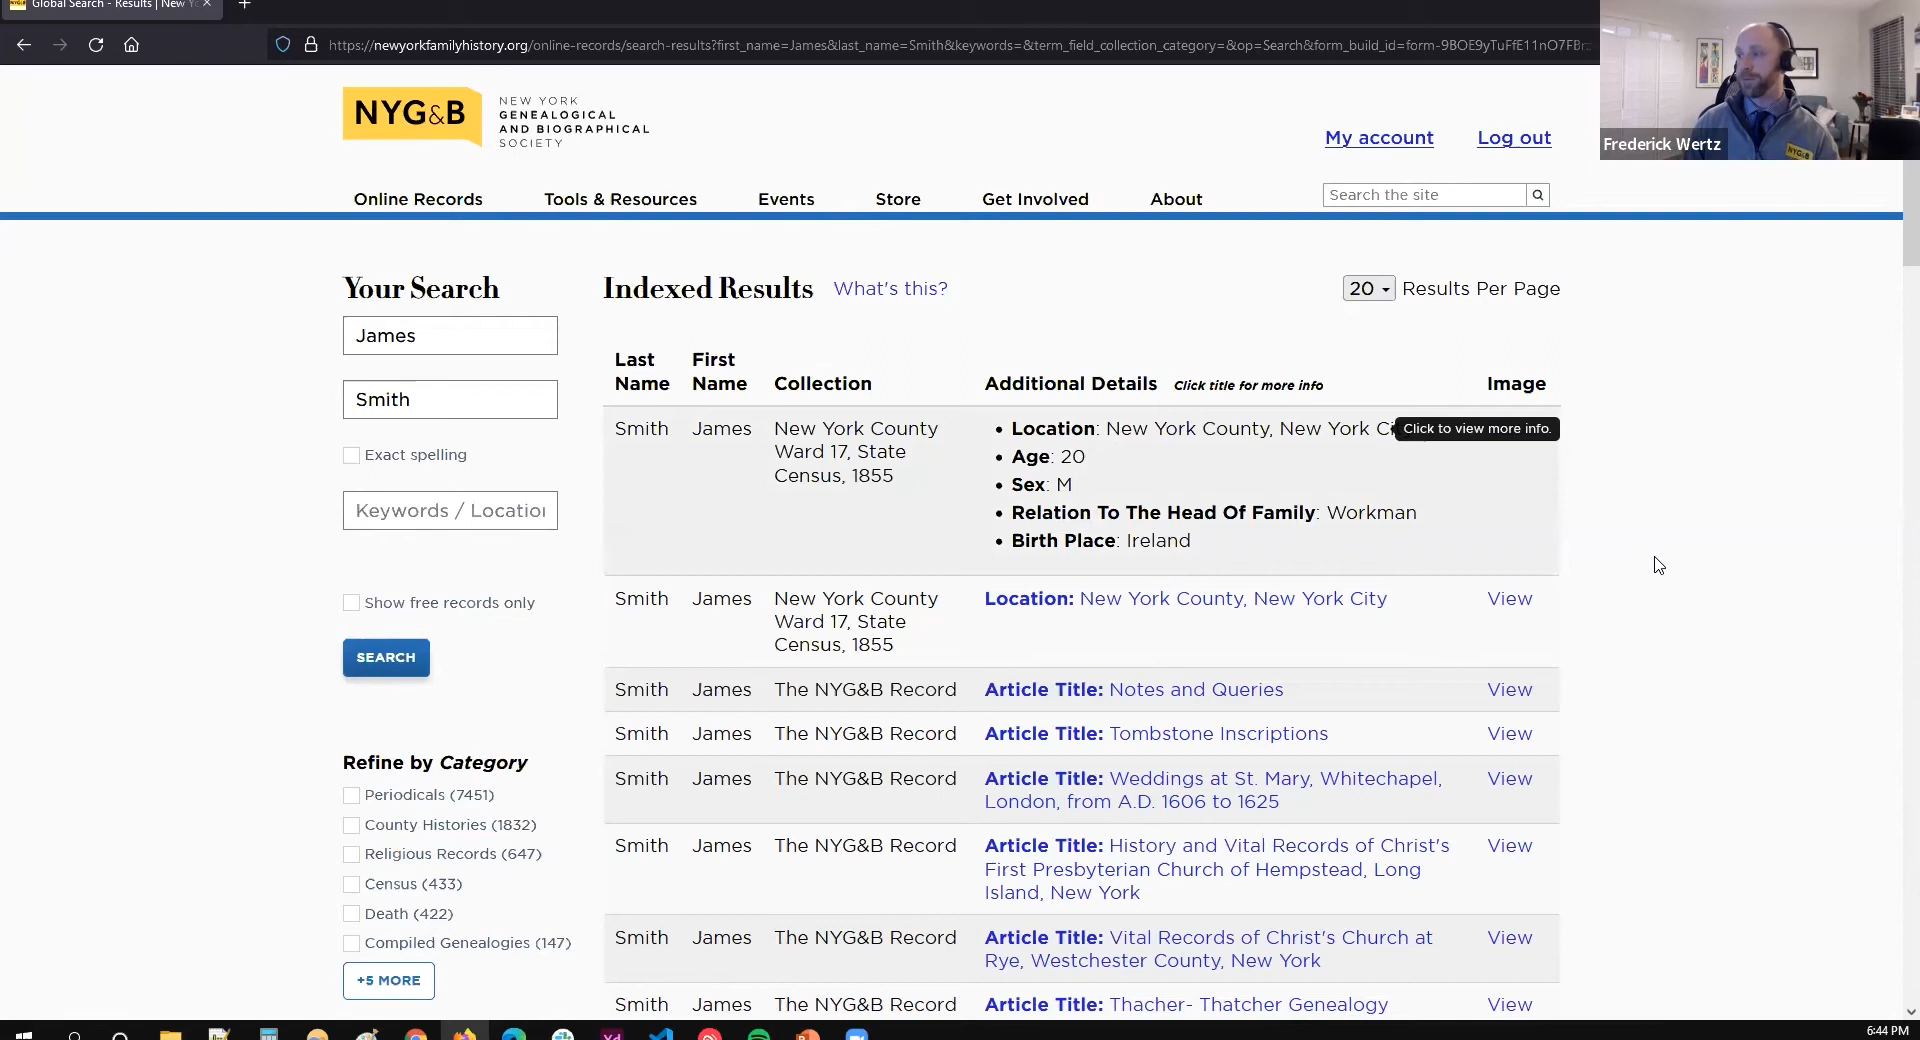 Global Search - Results | New Yo
https://newyorkfamilyhistory.org/online-records/search-results?first_name=James&last_name=Smith&keywords=&term_field_collection_category=&op=Search&form_build_id=form-9BOE9yTuFfE11nO7FBr
NYG&B
NEW YORK
GENEALOGICAL
AND BIOGRAPHICAL
SOCIETY
My account Log out
NYG&B
Frederick Wertz
Online Records Tools & Resources Events Store Get Involved About Search the site
Your Search
James
Smith
Exact spelling
Keywords / Location
Show free records only
SEARCH
Refine by Category
Periodicals (7451)
County Histories (1832)
Religious Records (647)
Census (433)
Death (422)
Compiled Genealogies (147)
+5 MORE
Indexed Results What's this? 20 Results Per Page
Last Name First Name Collection Additional Details Click title for more info Image
Smith James New York County Ward 17, State Census, 1855
Location: New York County, New York Ci Click to view more info.
Age: 20
Sex: M
Relation To The Head Of Family: Workman
Birth Place: Ireland
Smith James New York County Ward 17, State Census, 1855 Location: New York County, New York City View
Smith James The NYG&B Record Article Title: Notes and Queries View
Smith James The NYG&B Record Article Title: Tombstone Inscriptions View
Smith James The NYG&B Record Article Title: Weddings at St. Mary, Whitechapel, London, from A.D. 1606 to 1625 View
Smith James The NYG&B Record Article Title: History and Vital Records of Christ's First Presbyterian Church of Hempstead, Long Island, New York View
Smith James The NYG&B Record Article Title: Vital Records of Christ's Church at Rye, Westchester County, New York View
Smith James The NYG&B Record Article Title: Thacher- Thatcher Genealogy View
Xd
6:44 PM